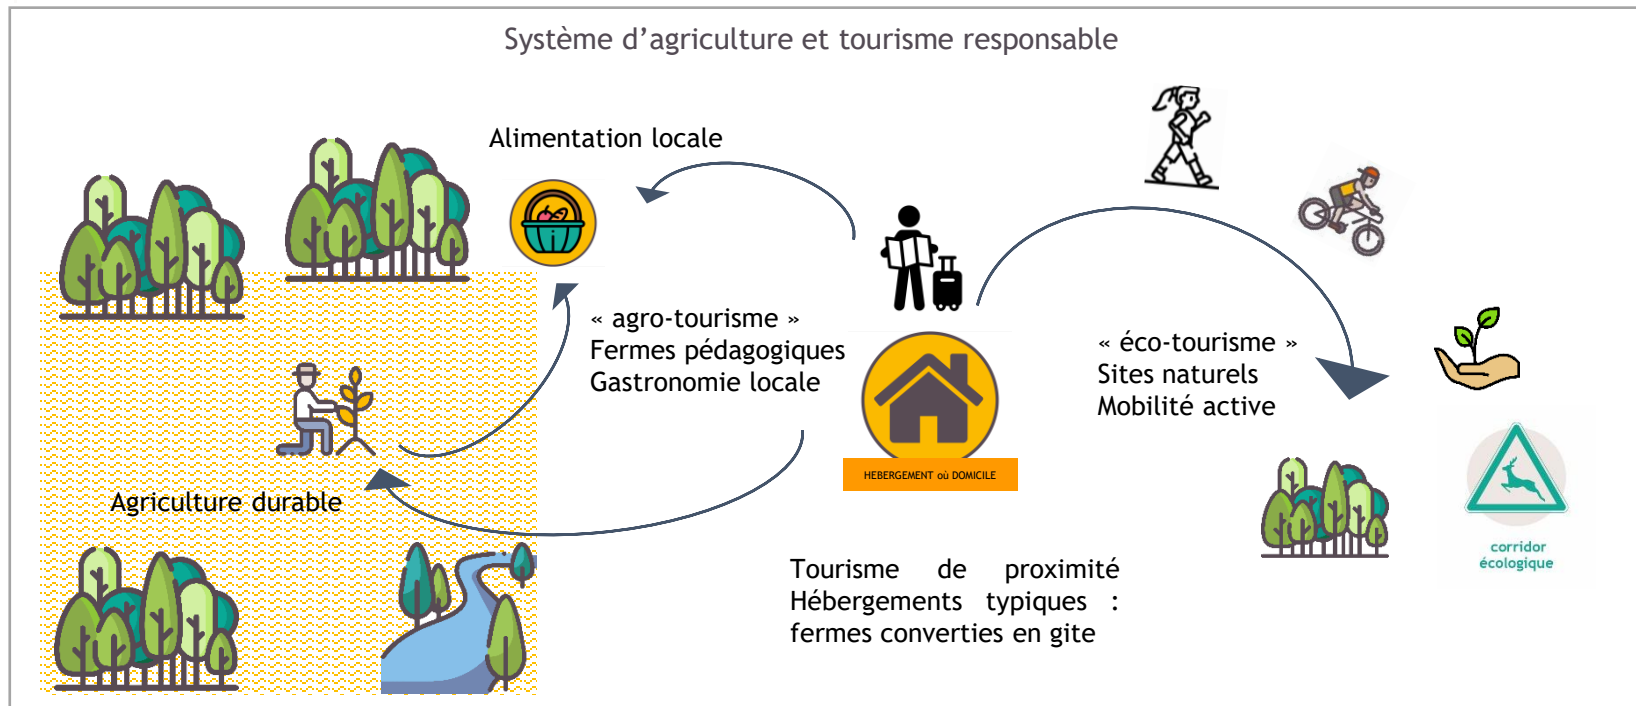 Système d’agriculture et tourisme responsable
Alimentation locale
« agro-tourisme »
Fermes pédagogiques
Gastronomie locale
« éco-tourisme »
Sites naturels
Mobilité active
HEBERGEMENT où DOMICILE
Agriculture durable
corridor
écologique
Tourisme de proximité
Hébergements typiques :
fermes converties en gite